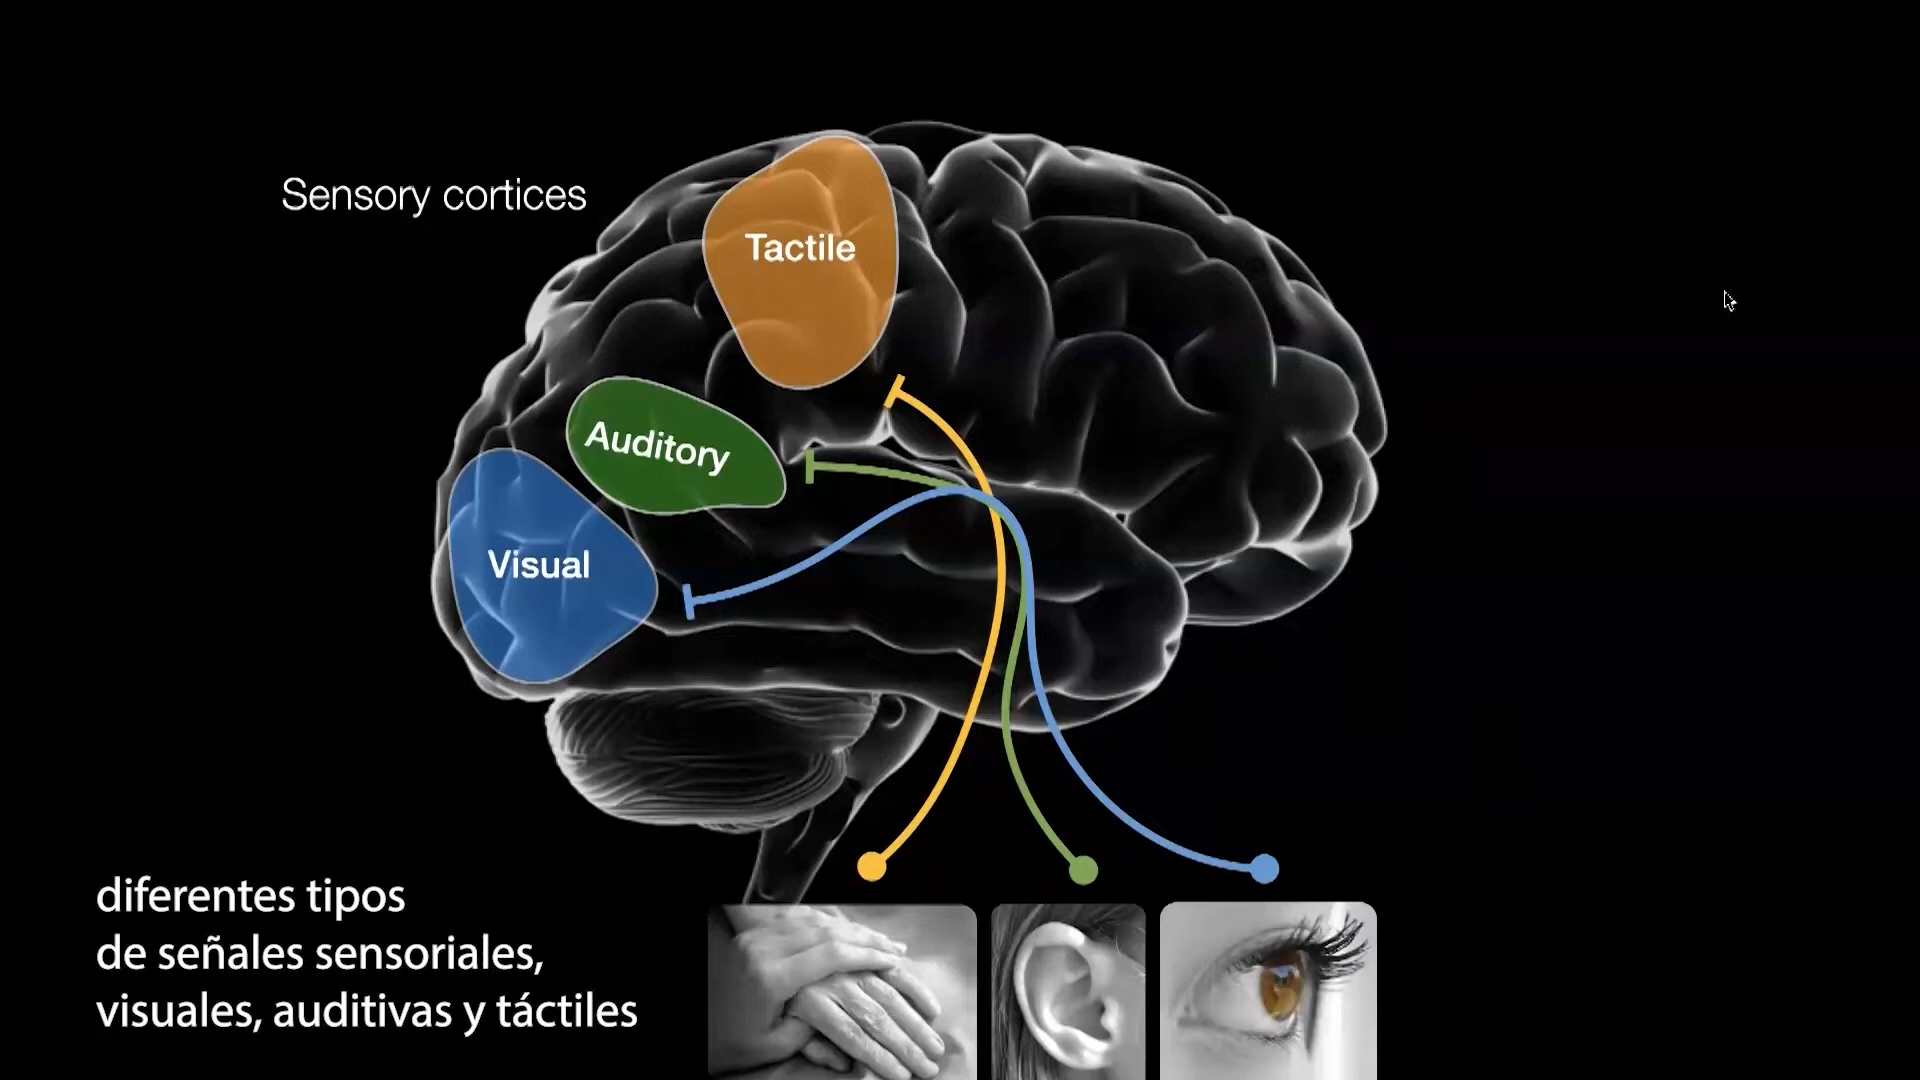 Sensory cortices
Tactile
Auditory
Visual
diferentes tipos
de señales sensoriales,
visuales, auditivas y táctiles